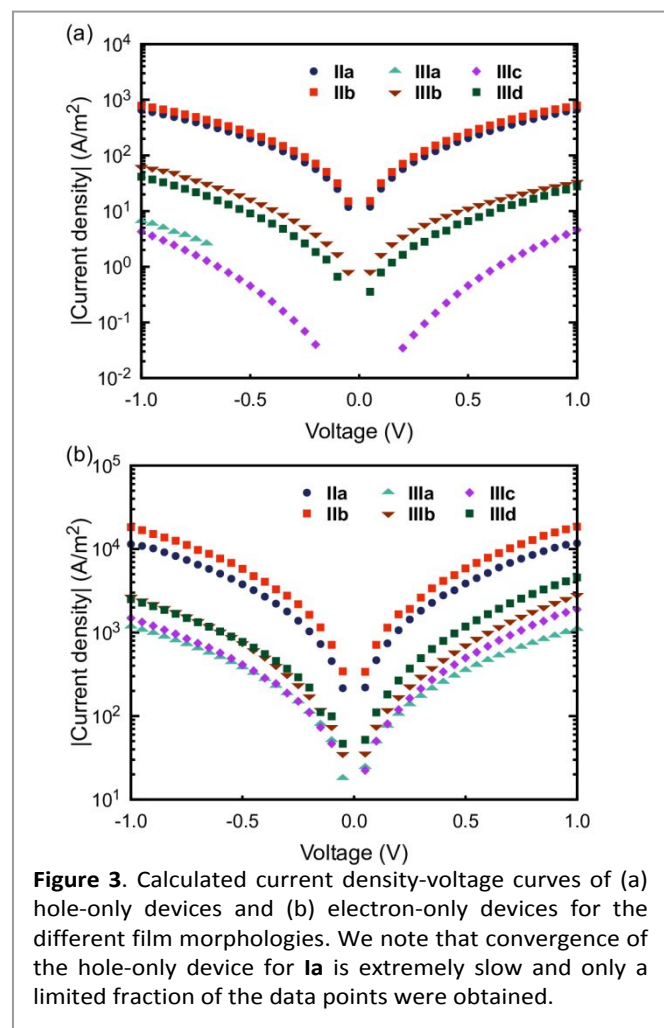 (a)
10^4
10^3
10^2
10^1
10^0
10^-1
10^-2
|Current density| (A/m^2)
IIa IIIa IIIc
IIb IIIb IIId
-1.0 -0.5 0.0 0.5 1.0
Voltage (V)
(b)
10^5
10^4
10^3
10^2
10^1
|Current density| (A/m^2)
IIa IIIa IIIc
IIb IIIb IIId
-1.0 -0.5 0.0 0.5 1.0
Voltage (V)
Figure 3. Calculated current density-voltage curves of (a)
hole-only devices and (b) electron-only devices for the
different film morphologies. We note that convergence of
the hole-only device for Ia is extremely slow and only a
limited fraction of the data points were obtained.